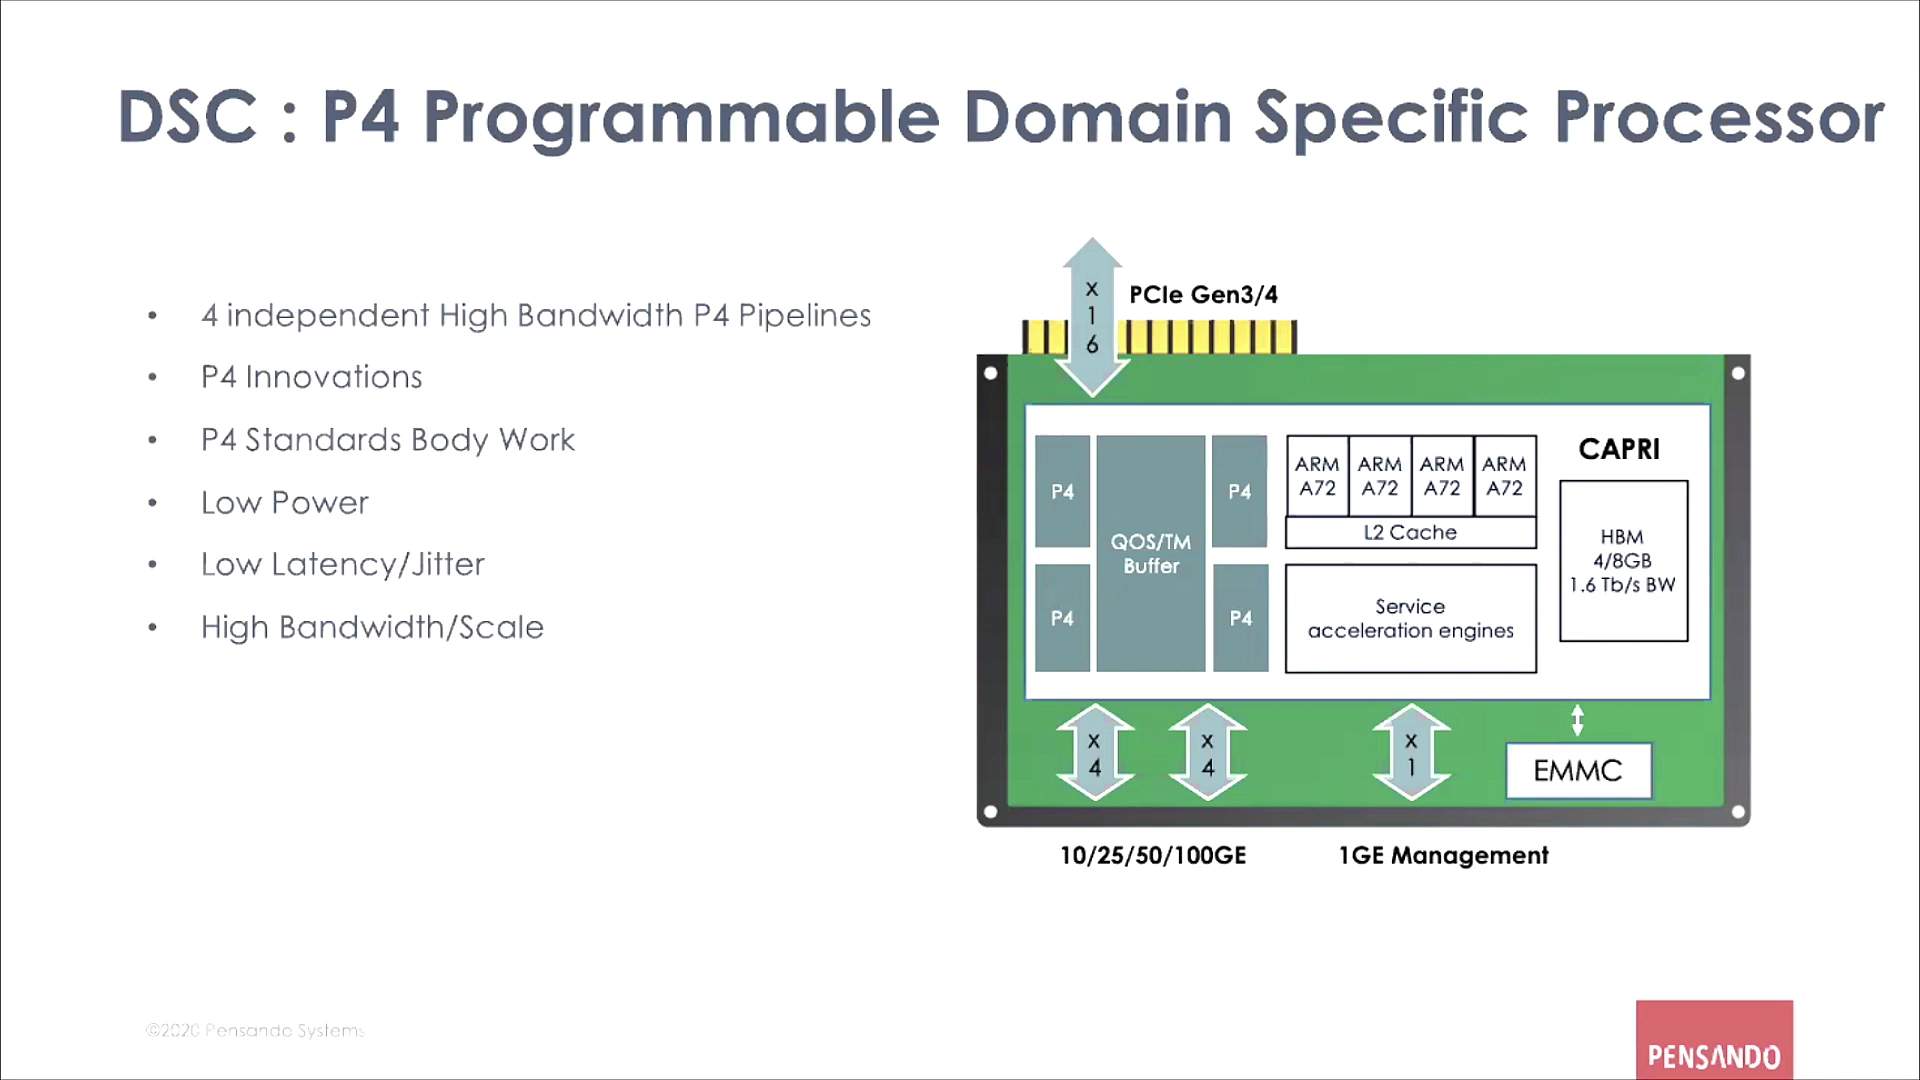 DSC : P4 Programmable Domain Specific Processor
• 4 independent High Bandwidth P4 Pipelines
• P4 Innovations
• P4 Standards Body Work
• Low Power
• Low Latency/Jitter
• High Bandwidth/Scale
x
1
6
PCIe Gen3/4
P4
QOS/TM
Buffer
P4
P4
P4
ARM
A72
ARM
A72
ARM
A72
ARM
A72
L2 Cache
Service
acceleration engines
CAPRI
HBM
4/8GB
1.6 Tb/s BW
x
4
x
4
x
1
EMMC
10/25/50/100GE
1GE Management
©2020 Pensando Systems
PENSANDO